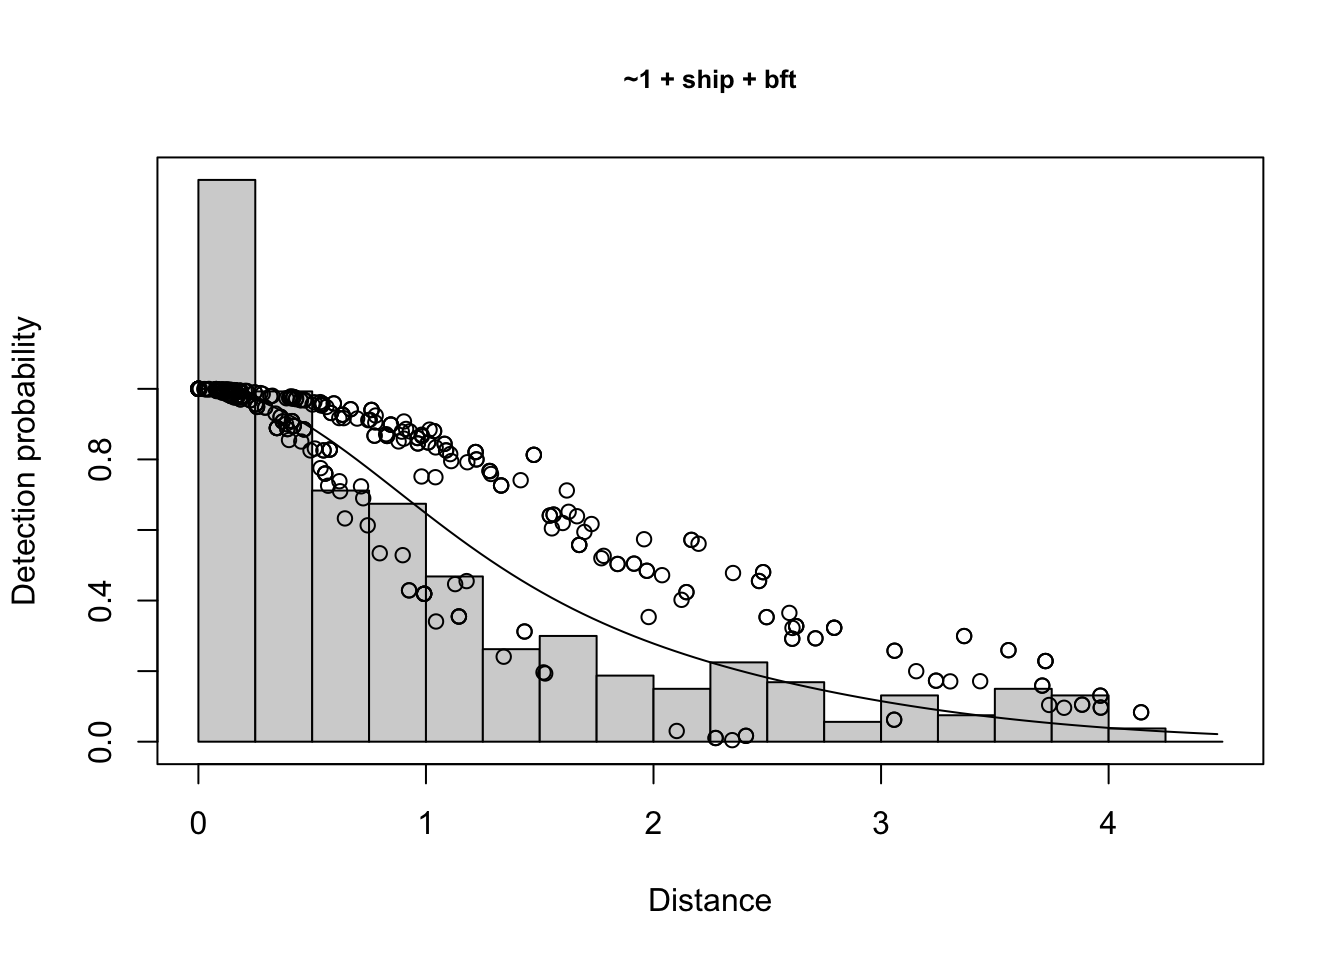 ~1 + ship + bft
Detection probability
0.8
0.4
0.0
0 1 2 3 4
Distance